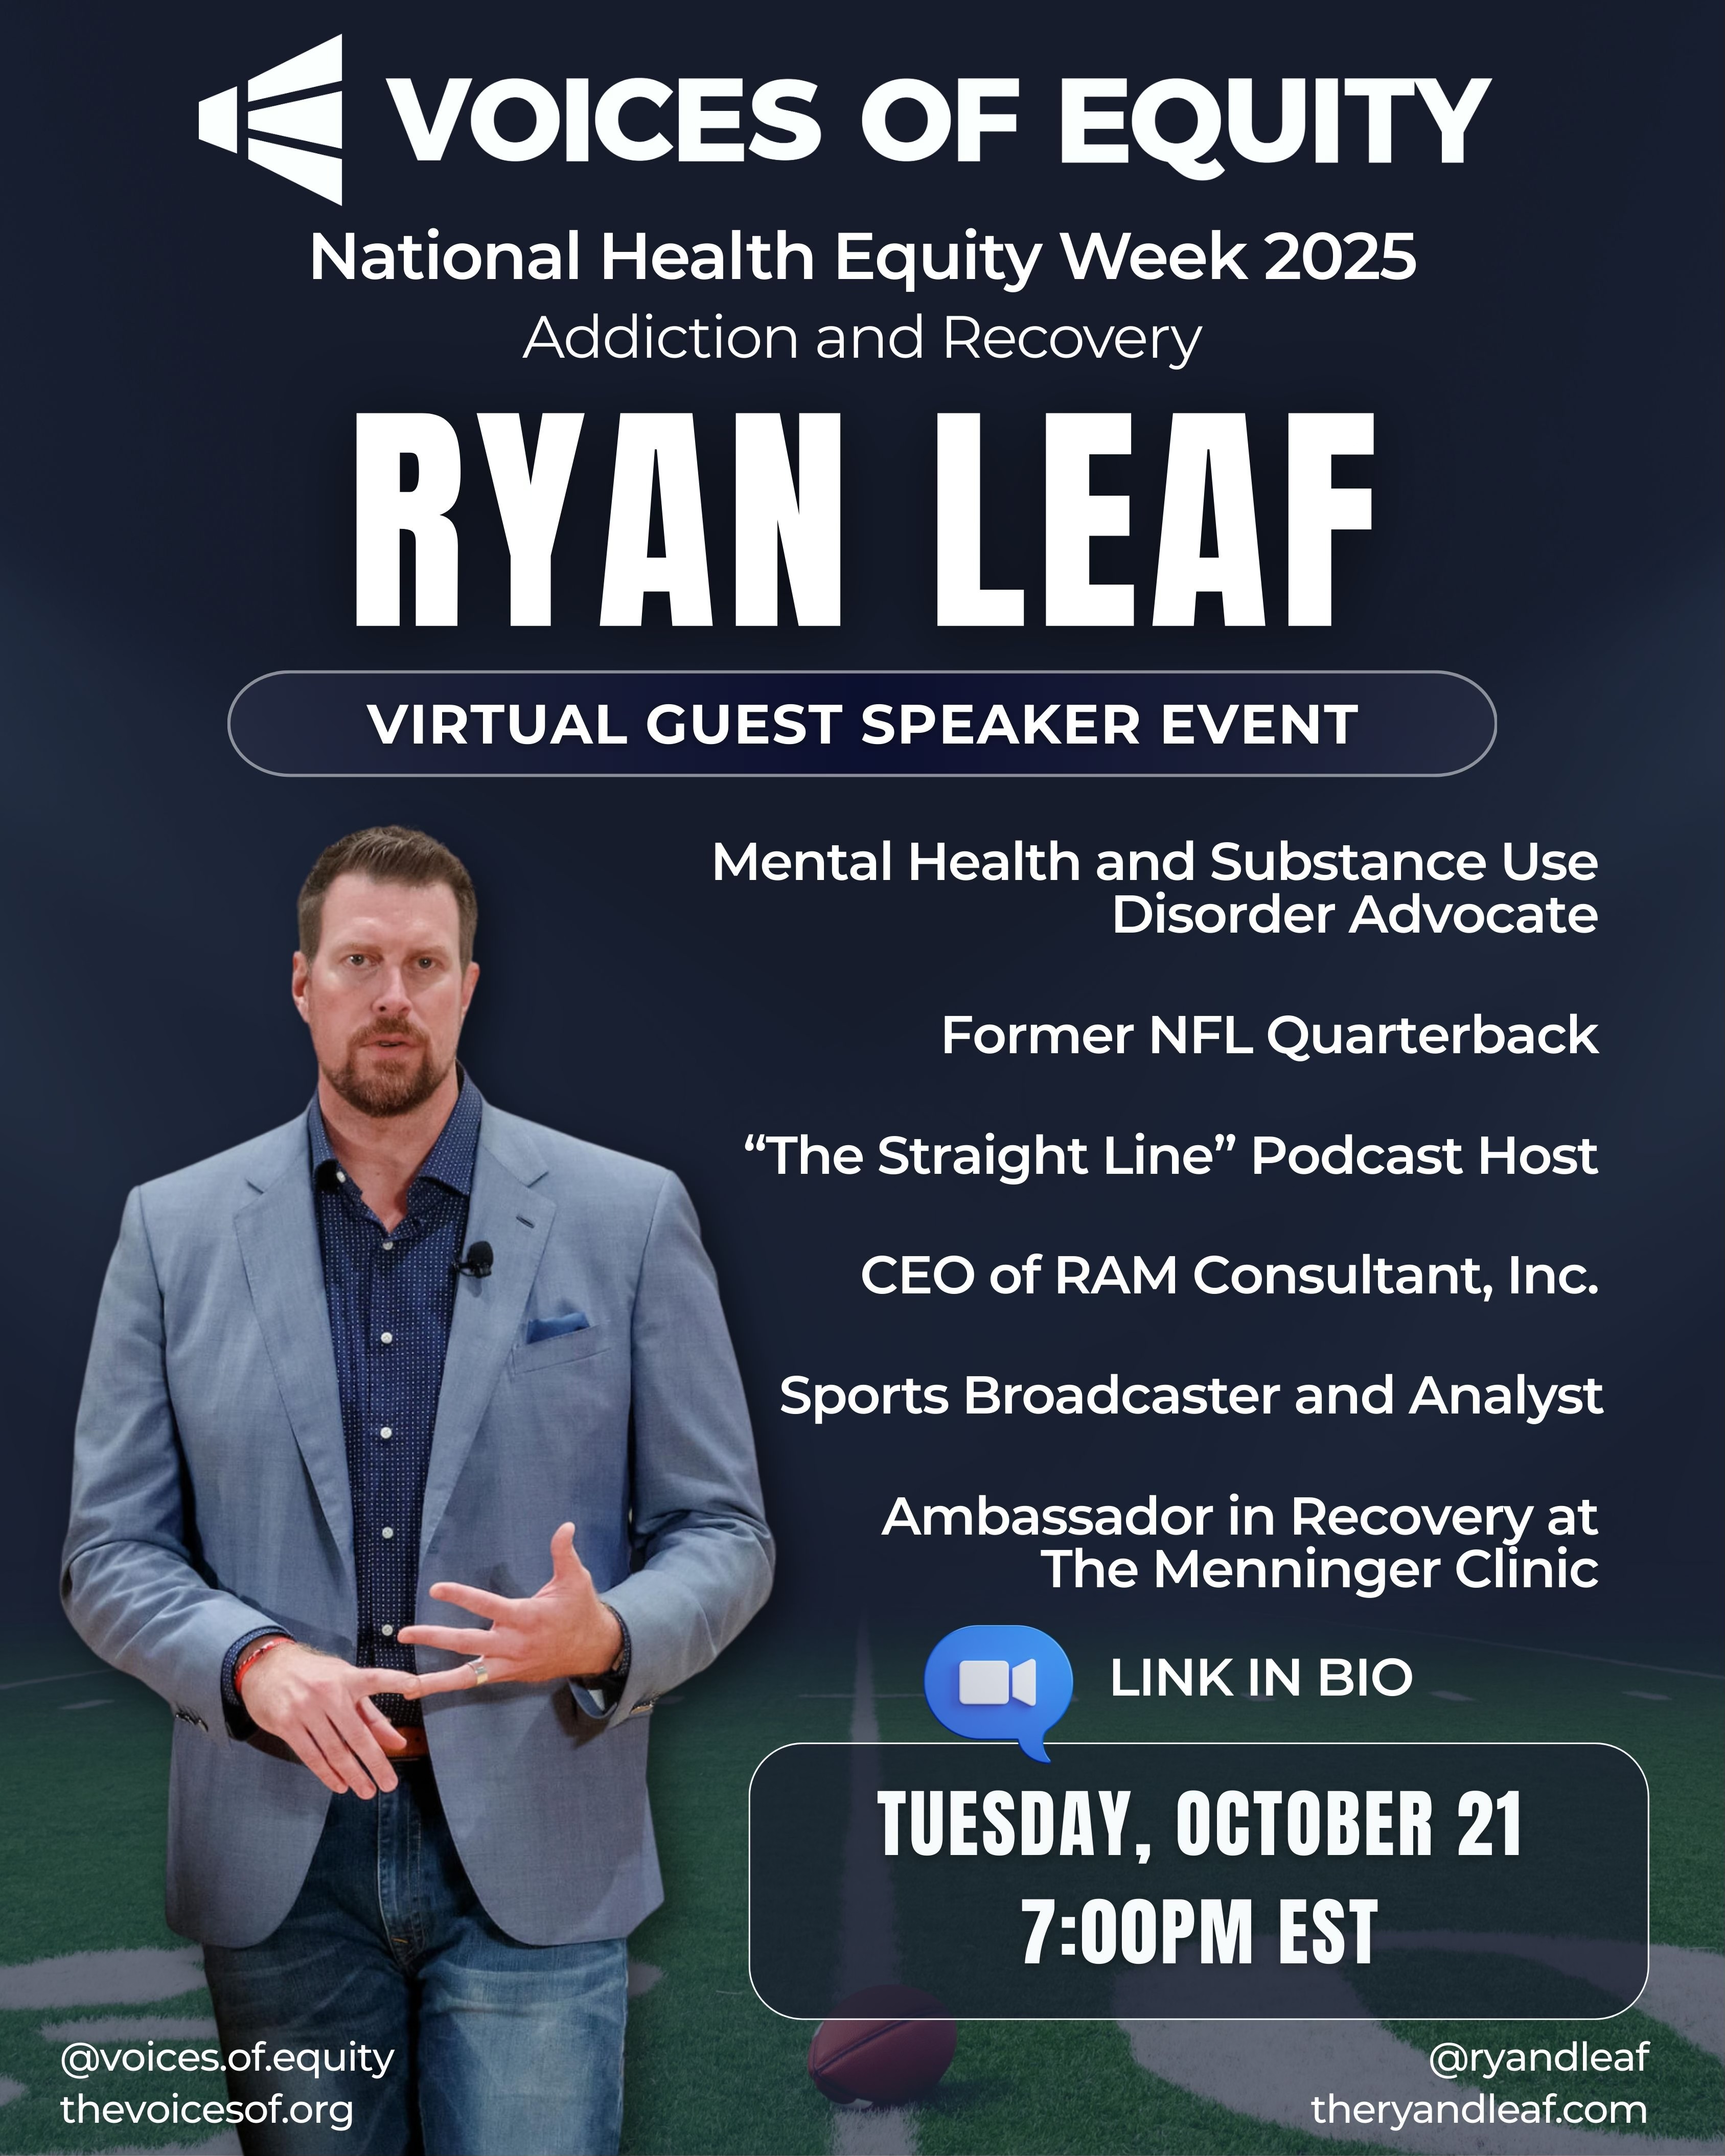 VOICES OF EQUITY
National Health Equity Week 2025
Addiction and Recovery
RYAN LEAF
VIRTUAL GUEST SPEAKER EVENT
Mental Health and Substance Use
Disorder Advocate
Former NFL Quarterback
“The Straight Line” Podcast Host
CEO of RAM Consultant, Inc.
Sports Broadcaster and Analyst
Ambassador in Recovery at
The Menninger Clinic
LINK IN BIO
TUESDAY, OCTOBER 21
7:00PM EST
@voices.of.equity
thevoicesof.org
@ryandleaf
theryandleaf.com